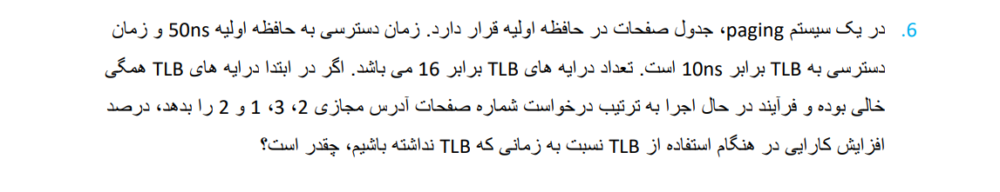 6. در یک سیستم paging، جدول صفحات در حافظه اولیه قرار دارد. زمان دسترسی به حافظه اولیه 50ns و زمان
دسترسی به TLB برابر 10ns است. تعداد درایه های TLB برابر 16 می باشد. اگر در ابتدا درایه های TLB همگی
خالی بوده و فرآیند در حال اجرا به ترتیب درخواست شماره صفحات آدرس مجازی 2، 3، 1 و 2 را بدهد، درصد
افزایش کارایی در هنگام استفاده از TLB نسبت به زمانی که TLB نداشته باشیم، چقدر است؟